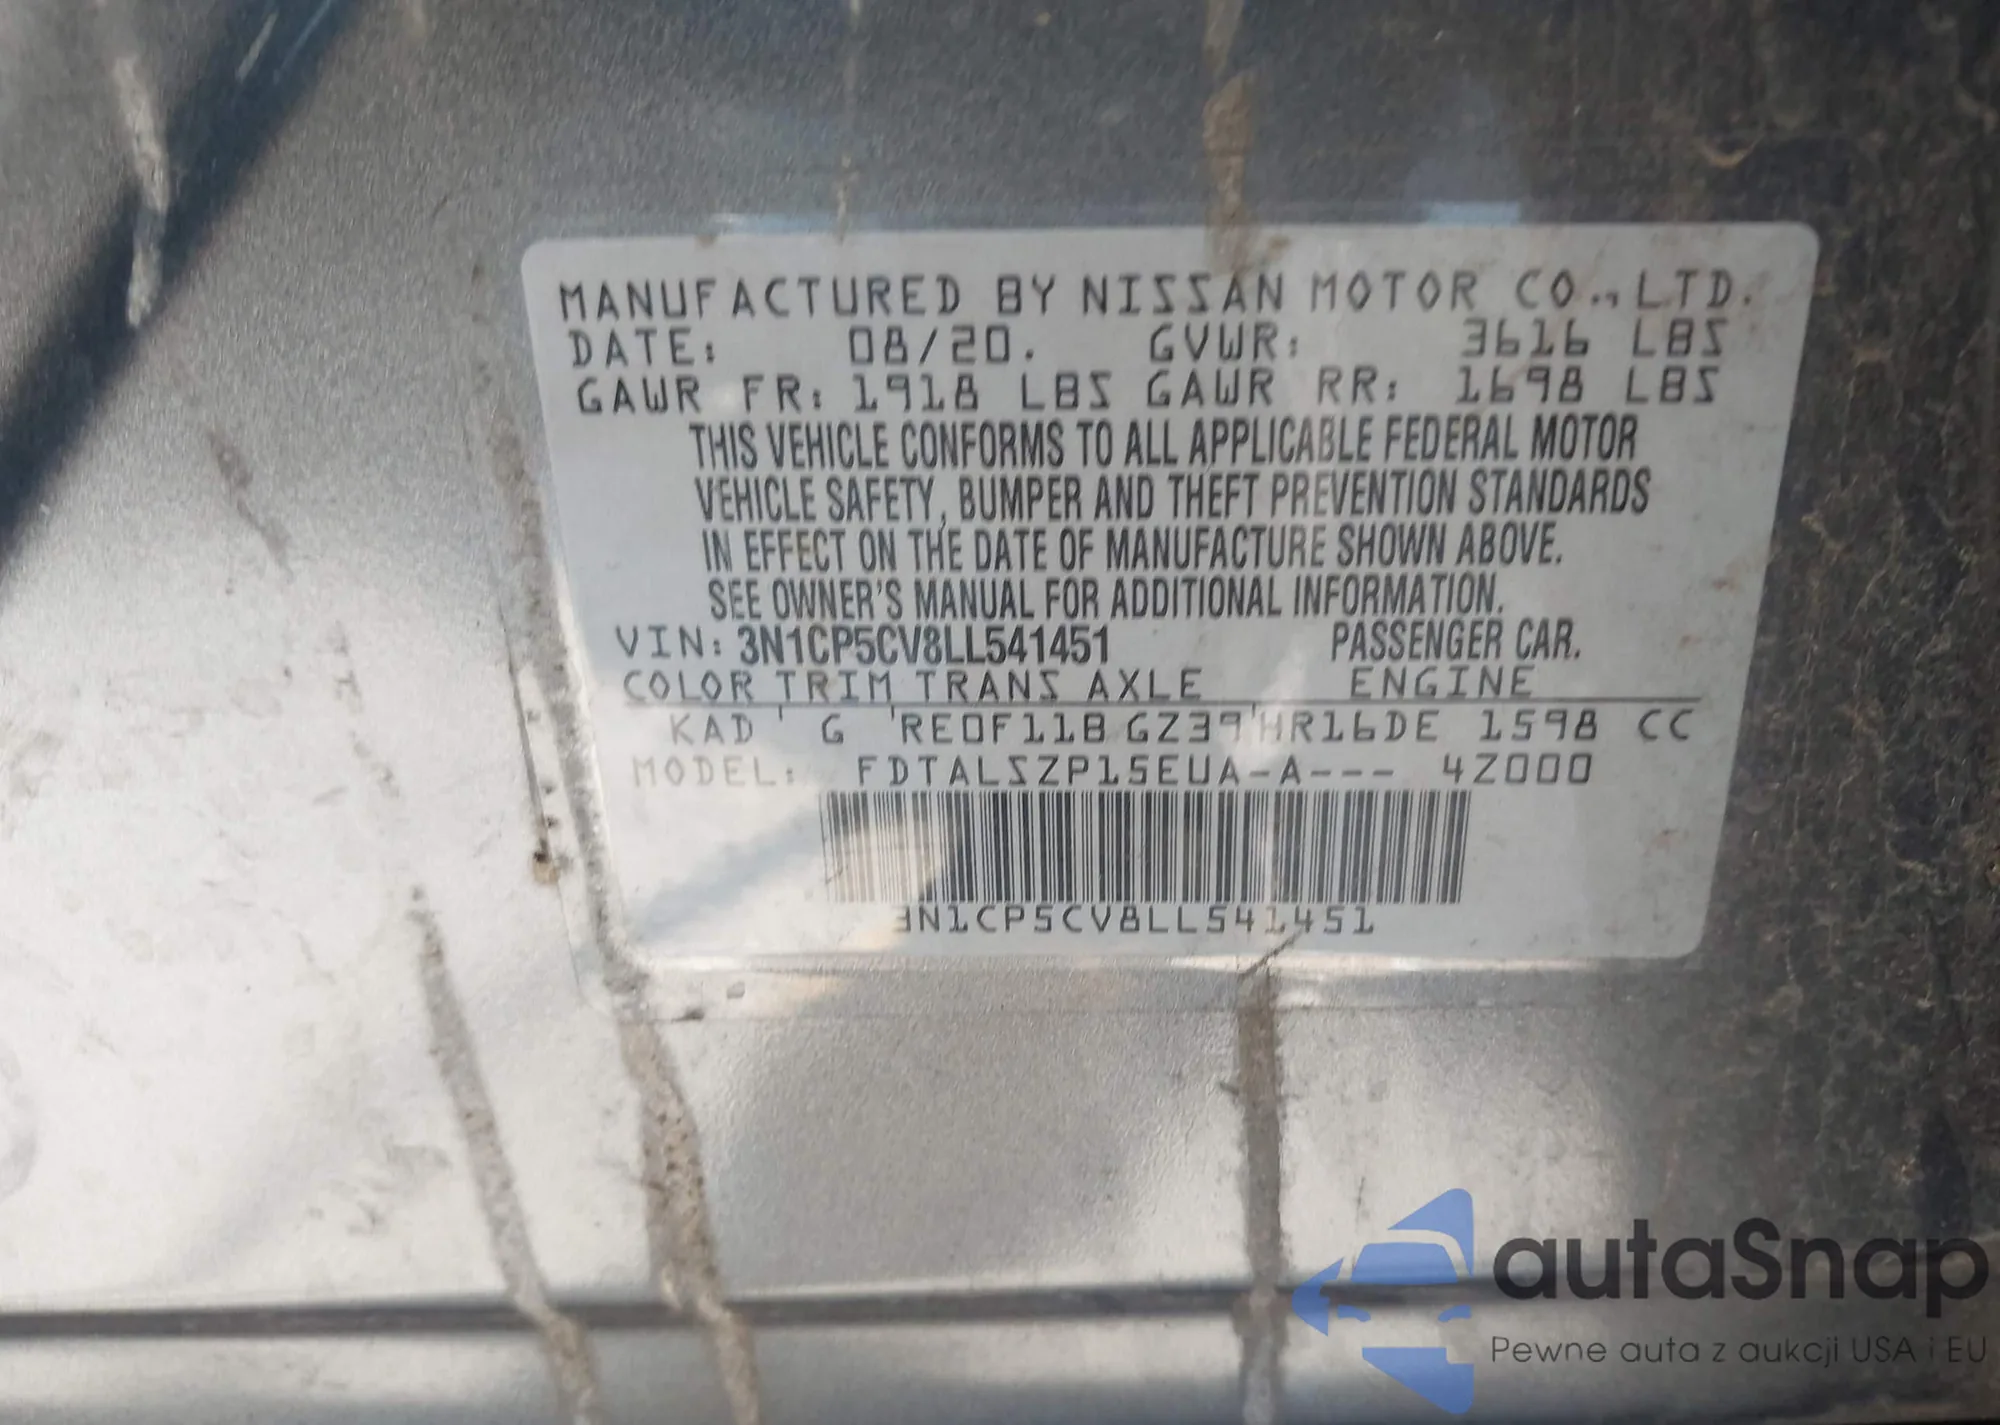 MANUFACTURED BY NISSAN MOTOR CO., LTD.
DATE: 08/20. GVWR: 3616 LBS
GAWR FR: 1918 LBS GAWR RR: 1698 LBS
THIS VEHICLE CONFORMS TO ALL APPLICABLE FEDERAL MOTOR
VEHICLE SAFETY, BUMPER AND THEFT PREVENTION STANDARDS
IN EFFECT ON THE DATE OF MANUFACTURE SHOWN ABOVE.
SEE OWNER'S MANUAL FOR ADDITIONAL INFORMATION.
VIN: 3N1CP5CV8LL541451 PASSENGER CAR.
COLOR TRIM TRANS AXLE ENGINE
KAD ' G 'RE0F11B GZ39'HR16DE 1598 CC
MODEL: FDTALSZP15EUA-A--- 4Z000
3N1CP5CV8LL541451
autaSnap
Pewne auta z aukcji USA i EU